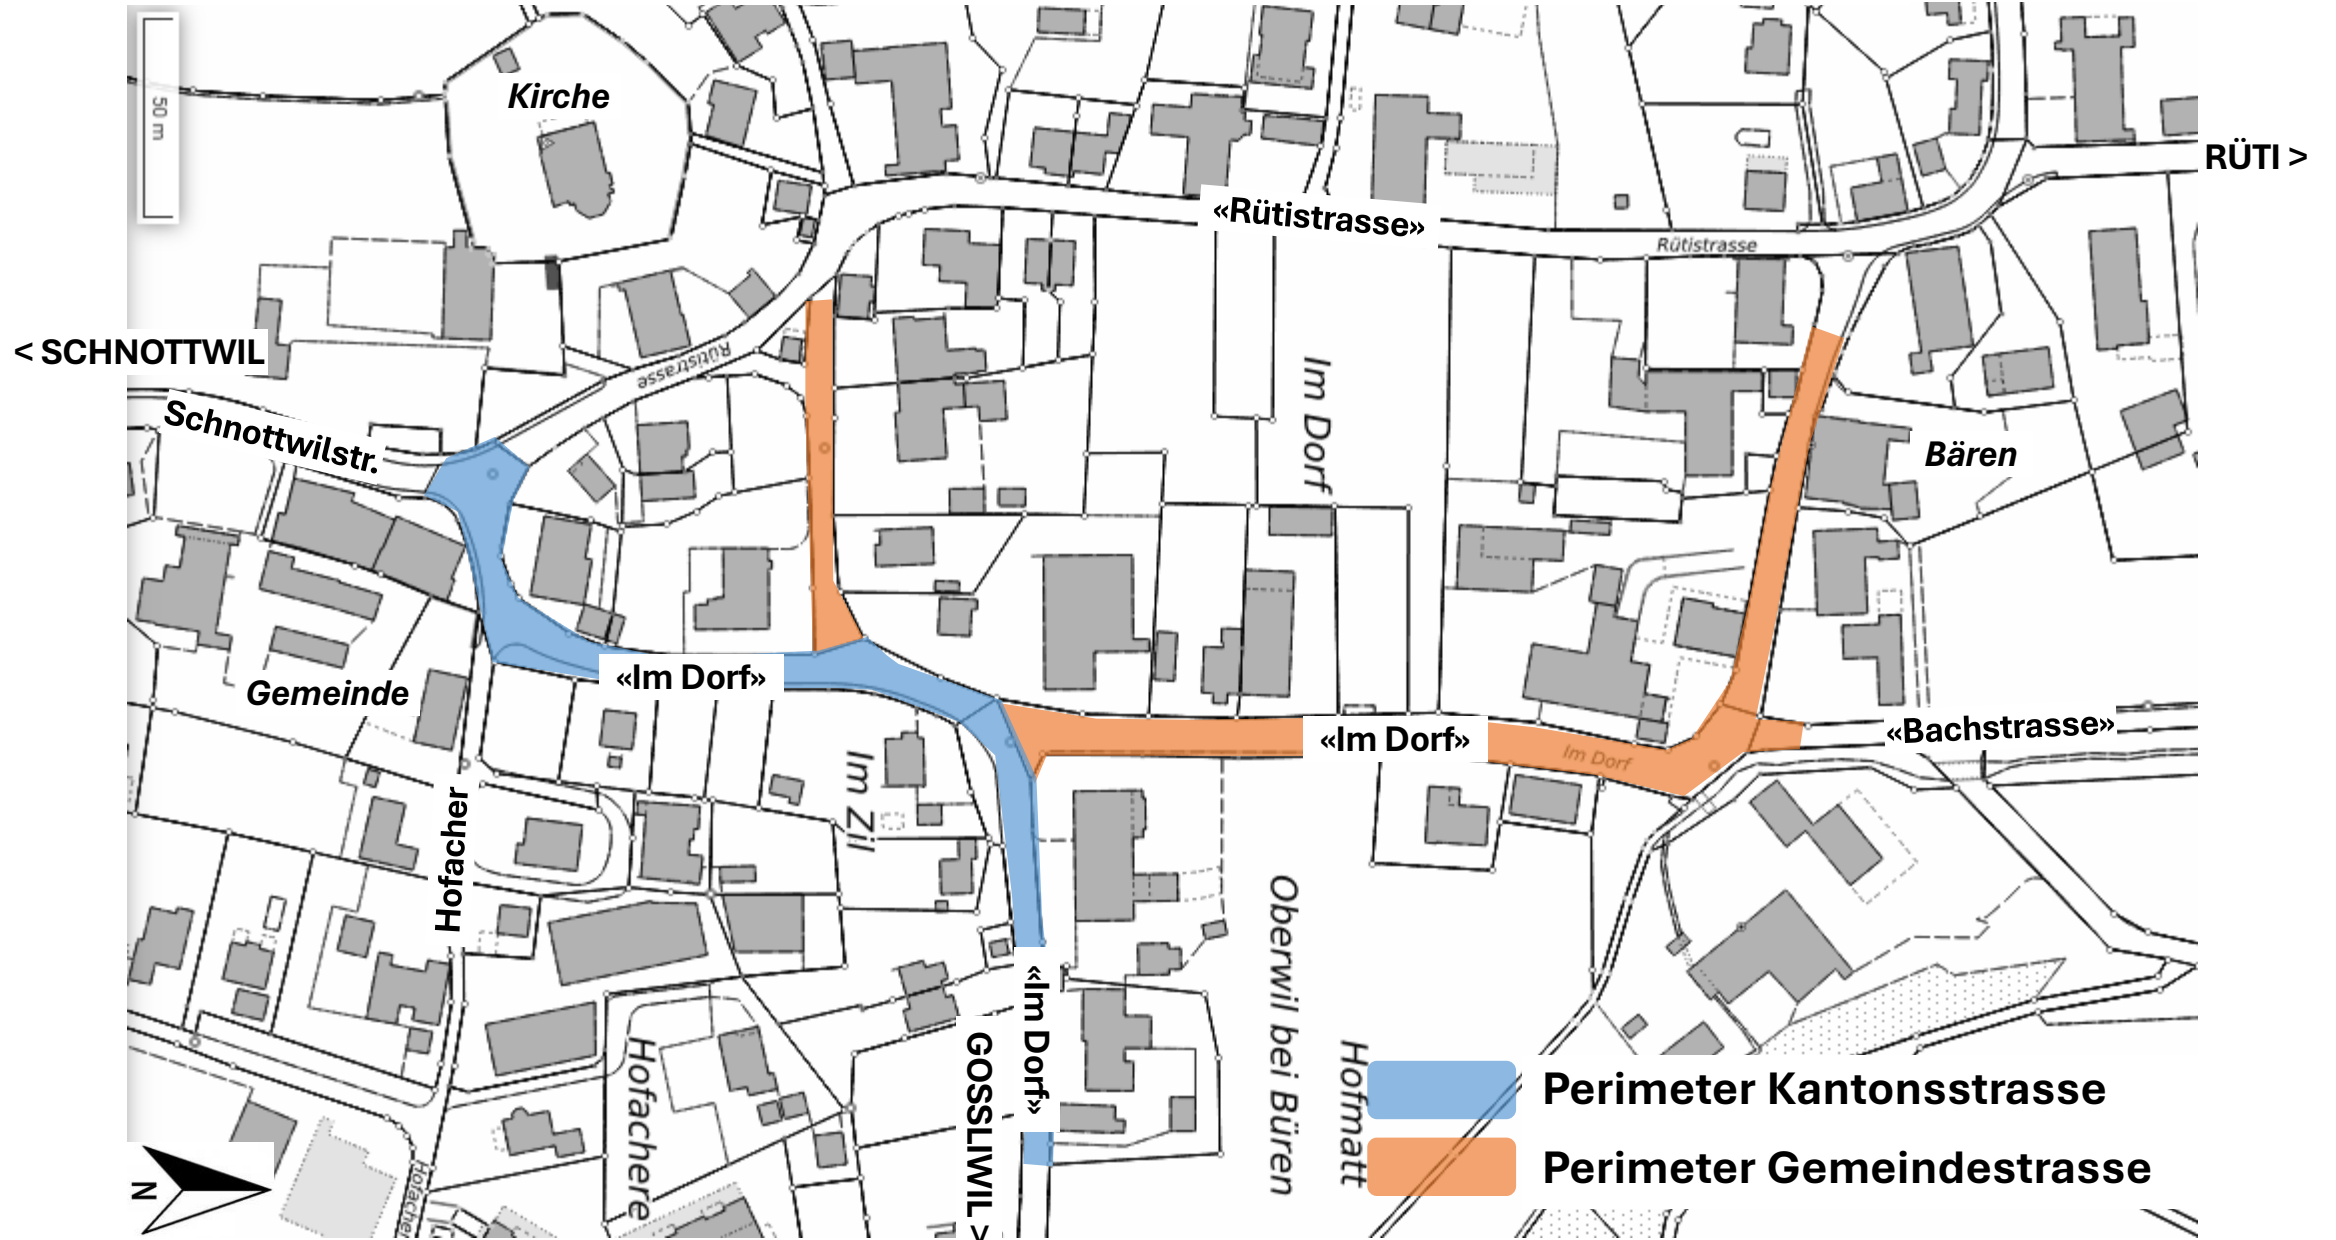 50 m
Kirche
RÜTI >
«Rütistrasse»
Rütistrasse
< SCHNOTTWIL
Rütistrasse
Schnottwilstr.
Im Dorf
Bären
Gemeinde
«Im Dorf»
«Im Dorf»
Im Dorf
«Bachstrasse»
Im Zil
Hofacher
Oberwil bei Büren
«Im Dorf»
GOSSLIWIL >
Hofachere
Hofmatt
Hofacher
N
Perimeter Kantonsstrasse
Perimeter Gemeindestrasse